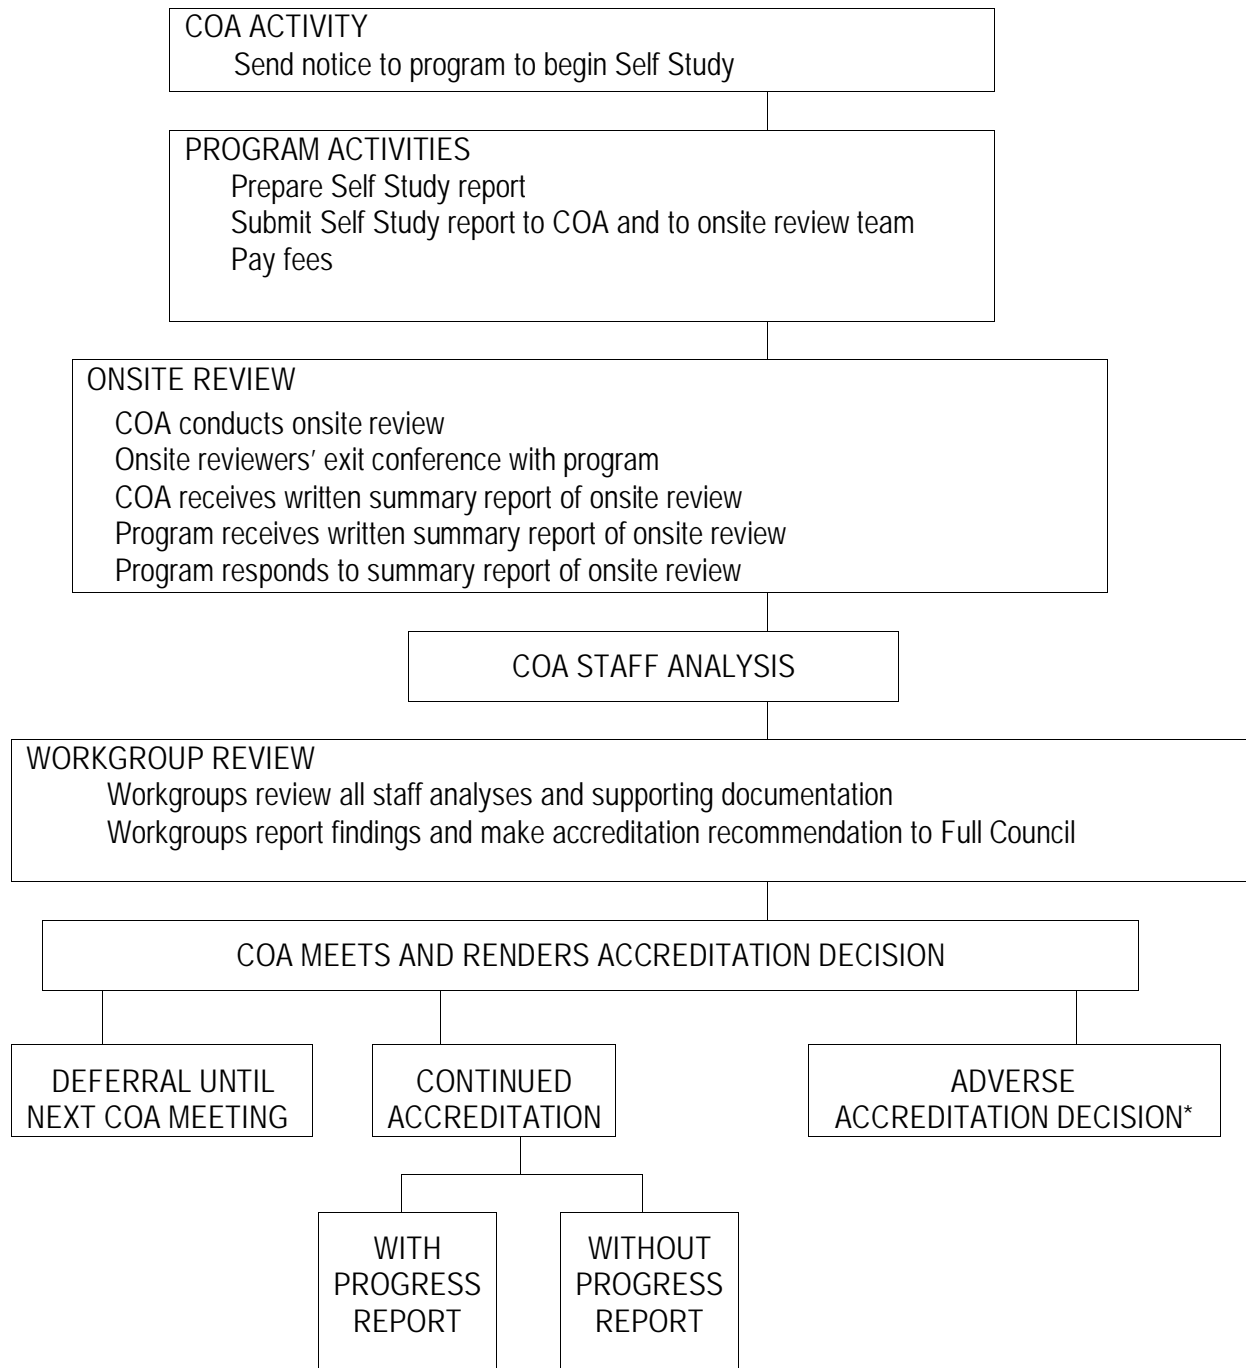 COA ACTIVITY
Send notice to program to begin Self Study
PROGRAM ACTIVITIES
Prepare Self Study report
Submit Self Study report to COA and to onsite review team
Pay fees
ONSITE REVIEW
COA conducts onsite review
Onsite reviewers’ exit conference with program
COA receives written summary report of onsite review
Program receives written summary report of onsite review
Program responds to summary report of onsite review
COA STAFF ANALYSIS
WORKGROUP REVIEW
Workgroups review all staff analyses and supporting documentation
Workgroups report findings and make accreditation recommendation to Full Council
COA MEETS AND RENDERS ACCREDITATION DECISION
DEFERRAL UNTIL
NEXT COA MEETING
CONTINUED
ACCREDITATION
ADVERSE
ACCREDITATION DECISION*
WITH
PROGRESS
REPORT
WITHOUT
PROGRESS
REPORT